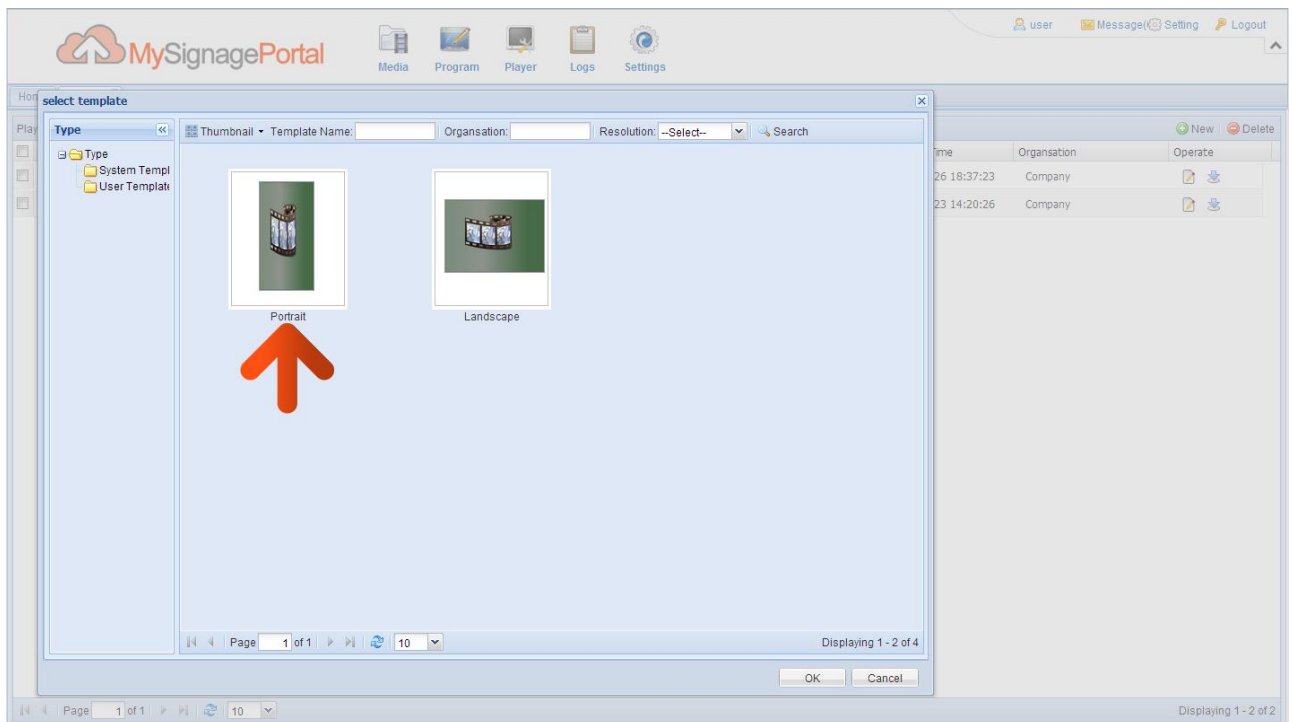 user Message( Setting Logout
MySignagePortal
Media Program Player Logs Settings
Hon
select template
Play
Type
Thumbnail Template Name: Organsation: Resolution: --Select-- Search
New Delete
Type
System Templ
User Template
ime Organsation Operate
26 18:37:23 Company
23 14:20:26 Company
Portrait Landscape
Page 1 of 1 10 Displaying 1 - 2 of 4
OK Cancel
Page 1 of 1 10 Displaying 1 - 2 of 2